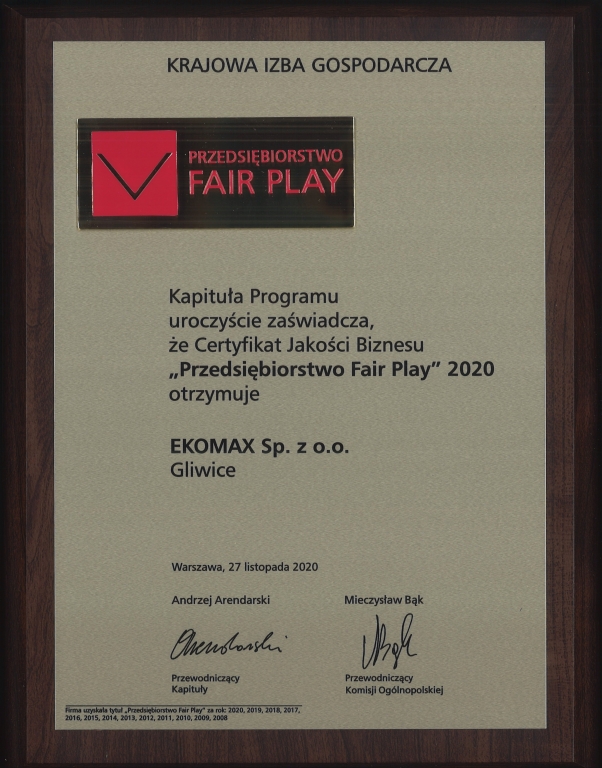 KRAJOWA IZBA GOSPODARCZA
PRZEDSIĘBIORSTWO
FAIR PLAY
Kapituła Programu
uroczyście zaświadcza,
że Certyfikat Jakości Biznesu
„Przedsiębiorstwo Fair Play” 2020
otrzymuje
EKOMAX Sp. z o.o.
Gliwice
Warszawa, 27 listopada 2020
Andrzej Arendarski Mieczysław Bąk
Arendarski Bąk
Przewodniczący Przewodniczący
Kapituły Komisji Ogólnopolskiej
Firma uzyskała tytuł „Przedsiębiorstwo Fair Play” za rok: 2020, 2019, 2018, 2017,
2016, 2015, 2014, 2013, 2012, 2011, 2010, 2009, 2008